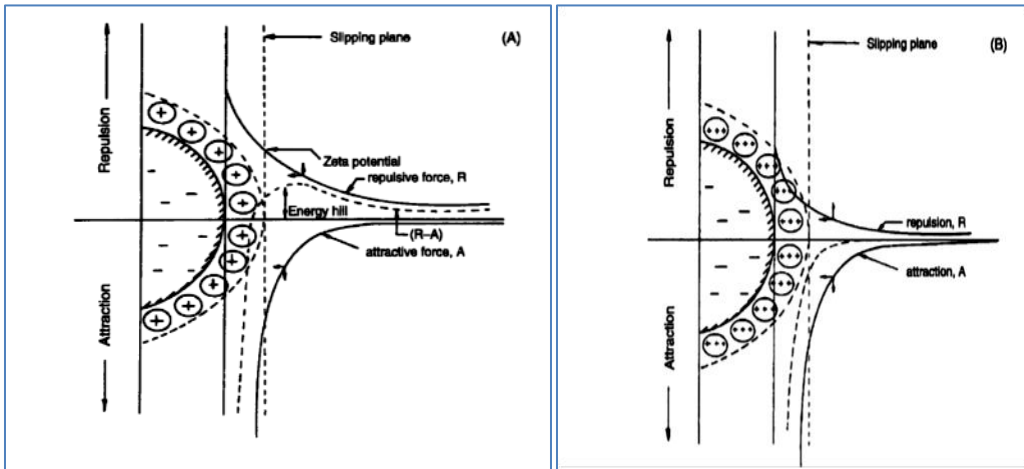 Slipping plane
(A)
Repulsion
Zeta potential
repulsive force, R
Energy hill
(R–A)
attractive force, A
Attraction
+
+
+
+
+
+
+
+
+
+
Slipping plane
(B)
Repulsion
repulsion, R
attraction, A
Attraction
+++
+++
+++
+++
+++
+++
+++
+++
+++
+++